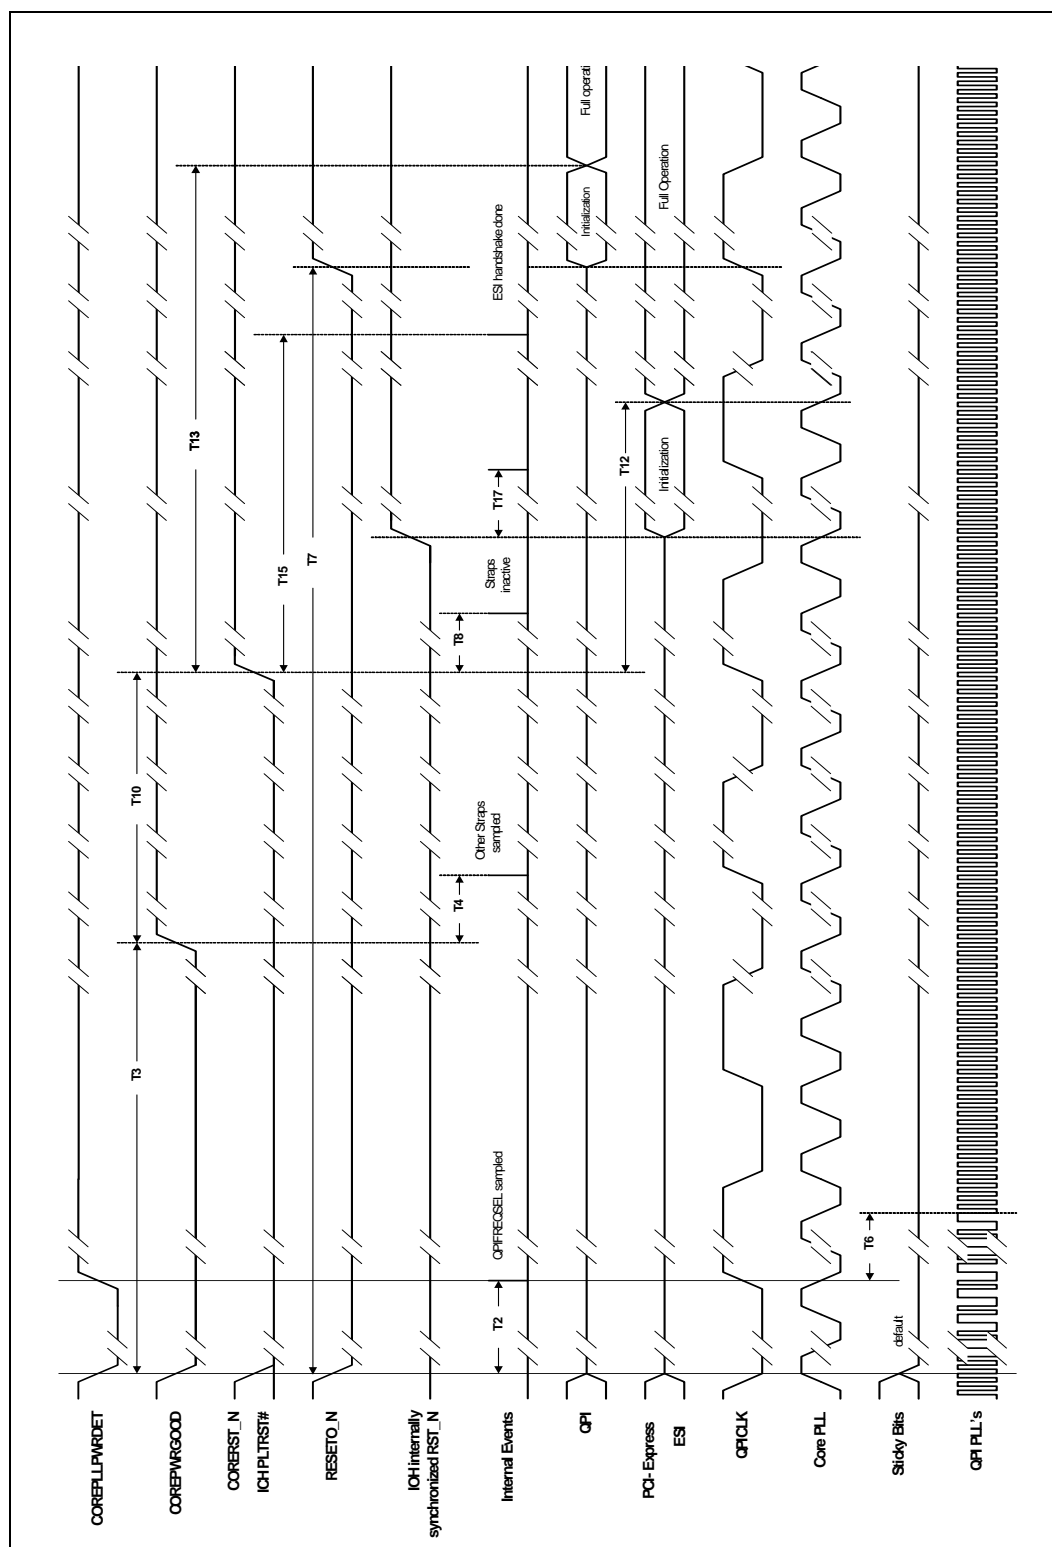 COREPLLPWRDET
COREPWRGOOD
CORERST_N
ICH PLTRST#
RESETO_N
IOH internally
synchronized RST_N
Internal Events
QPI
PCI- Express
ESI
QPICLK
Core PLL
Sticky Bits
QPI PLL's
T3
T10
T13
T15
T7
T2
QPIFREQSEL sampled
T4
Other Straps
sampled
T8
Straps
inactive
T17
ESI handshake done
Initialization
Full operati
T12
Initialization
Full Operation
default
T6